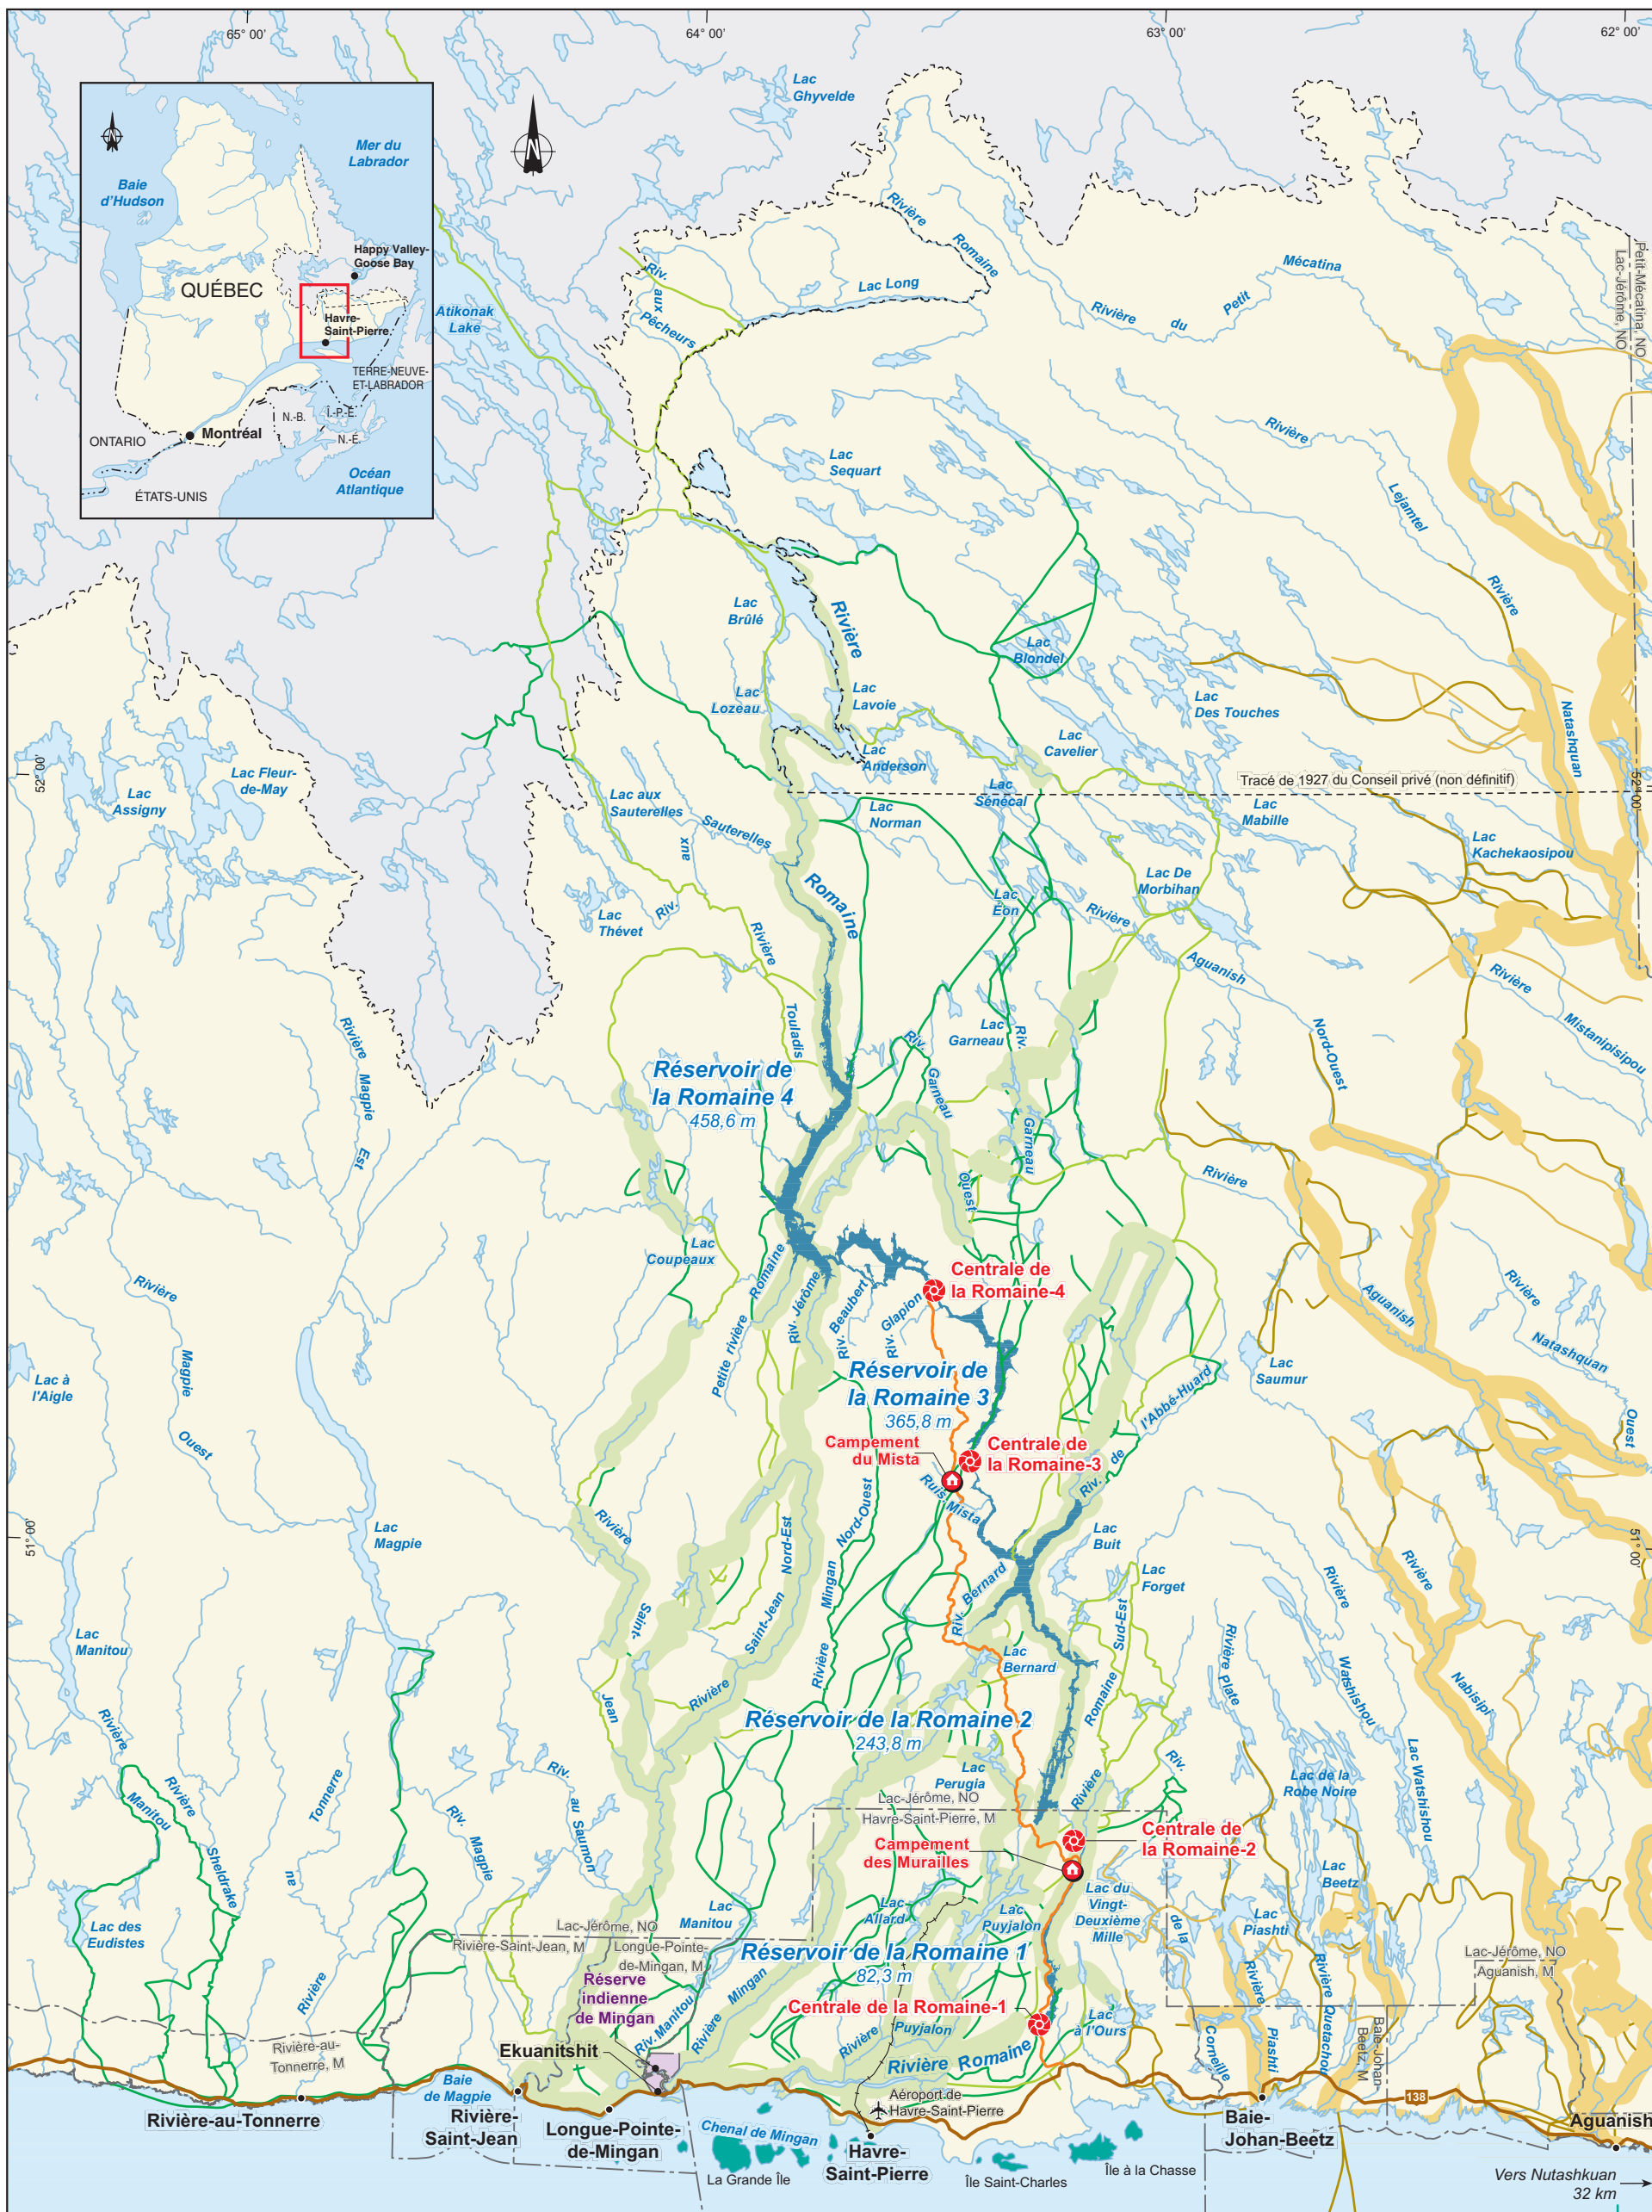 65° 00'
64° 00'
63° 00'
62° 00'
Lac
Ghyvelde
Mer du
Labrador
Baie
d'Hudson
Happy Valley-
Goose Bay
QUÉBEC
Havre-
Saint-Pierre
TERRE-NEUVE-
ET-LABRADOR
N.-B.
Î.-P.-É.
N.-É.
ONTARIO
Montréal
Océan
Atlantique
ÉTATS-UNIS
N
Atikonak
Lake
Rivière
Romaine
Riv.
aux
Pêcheurs
Lac Long
Rivière
du
Petit
Mécatina
Petit-Mécatina, NO
Lac-Jérôme, NO
Lac
Sequart
Rivière
Lejamtel
Rivière
Natashquan
Lac
Brûlé
Rivière
Lac
Blondel
Lac
Lozeau
Lac
Lavoie
Lac
Des Touches
Lac
Cavelier
Lac
Anderson
52° 00'
Tracé de 1927 du Conseil privé (non définitif)
52° 00'
Lac Fleur-
de-May
Lac
Assigny
Lac aux
Sauterelles
Lac
Sénécal
Lac
Norman
Lac
Mabille
Riv.
aux
Sauterelles
Lac
Kachekaosipou
Lac De
Morbihan
Romaine
Lac
Éon
Lac
Thévet
Rivière
Touladis
Rivière
Aguanish
Nord-Ouest
Rivière
Mistanipisipou
Rivière
Magpie
Est
Lac
Garneau
Riv.
Garneau
Ouest
Riv.
Garneau
Réservoir de
la Romaine 4
458,6 m
Rivière
Aguanish
Lac
Coupeaux
Petite rivière
Romaine
Riv. Jérôme
Riv. Beaubert
Riv. Glapion
Centrale de
la Romaine-4
Rivière
Magpie
Ouest
Rivière
Natashquan
Ouest
Lac à
l'Aigle
Lac
Saumur
Réservoir de
la Romaine 3
365,8 m
Riv. de
l'Abbé-Huard
Campement
du Mista
Centrale de
la Romaine-3
Ruis. Mista
51° 00'
51° 00'
Lac
Magpie
Rivière
Saint-
Jean
Rivière
Saint-Jean
Nord-Est
Rivière
Mingan
Nord-Ouest
Lac
Buit
Lac
Forget
Riv. Bernard
Lac
Bernard
Rivière
Romaine
Sud-Est
Rivière Plate
Rivière
Watshishou
Rivière
Nabisipi
Lac
Manitou
Rivière
Manitou
Rivière
Sheldrake
Rivière
au
Tonnerre
Riv.
Magpie
Riv.
au Saumon
Réservoir de la Romaine 2
243,8 m
Lac
Perugia
Lac-Jérôme, NO
Havre-Saint-Pierre, M
Riv.
de la
Corneille
Lac de la
Robe Noire
Lac Watshishou
Centrale de
la Romaine-2
Campement
des Murailles
Lac
Beetz
Lac du
Vingt-
Deuxième
Mille
Lac
Piashti
Rivière
Piashti
Rivière Quetachou
Lac des
Eudistes
Lac
Manitou
Lac
Allard
Lac
Puyjalon
Lac-Jérôme, NO
Rivière-Saint-Jean, M
Longue-Pointe-
de-Mingan, M
Réservoir de la Romaine 1
82,3 m
Lac-Jérôme, NO
Aguanish, M
Réserve
indienne
de Mingan
Riv. Manitou
Rivière
Mingan
Centrale de la Romaine-1
Lac
à l'Ours
Rivière
Puyjalon
Rivière Romaine
Rivière-au-
Tonnerre, M
Baie-Johan-
Beetz, M
Ekuanitshit
Baie
de Magpie
Aéroport de
Havre-Saint-Pierre
138
Rivière-au-Tonnerre
Rivière-
Saint-Jean
Longue-Pointe-
de-Mingan
Chenal de Mingan
Havre-
Saint-Pierre
Baie-
Johan-Beetz
Aguanish
La Grande Île
Île Saint-Charles
Île à la Chasse
Vers Nutashkuan
32 km